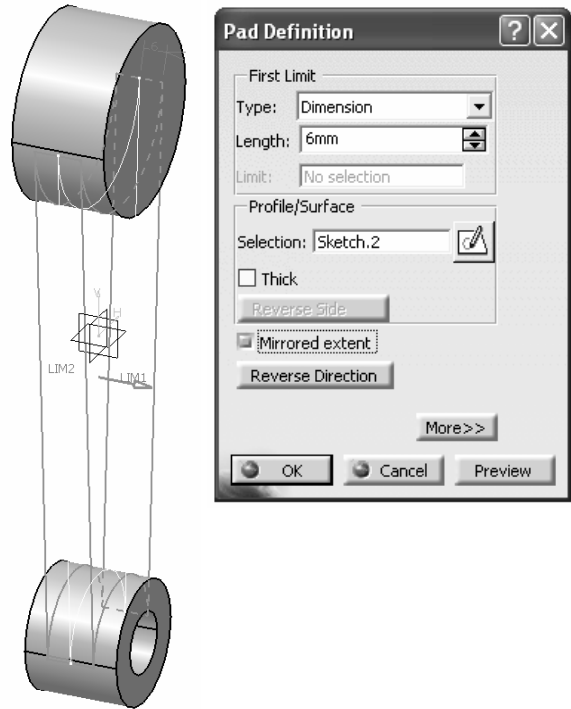 Pad Definition
First Limit
Type: Dimension
Length: 6mm
Limit: No selection
Profile/Surface
Selection: Sketch.2
Thick
Reverse Side
Mirrored extent
Reverse Direction
More>>
OK Cancel Preview
V
H
LIM2
LIM1